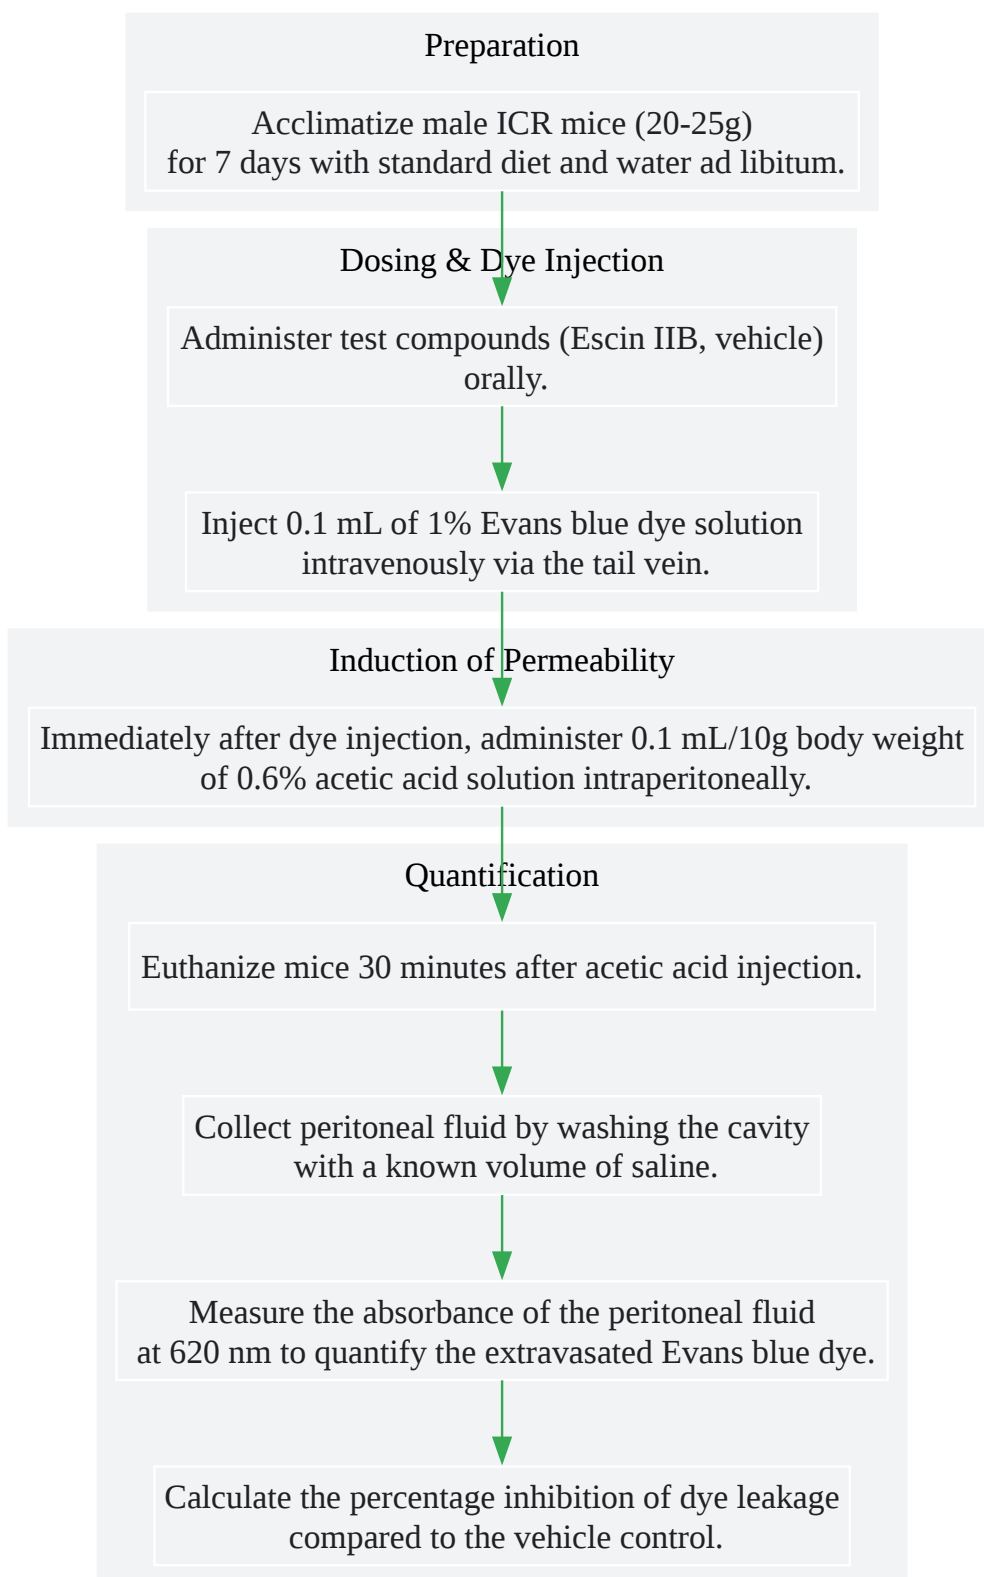 Preparation
Acclimatize male ICR mice (20-25g)
for 7 days with standard diet and water ad libitum.
Dosing & Dye Injection
Administer test compounds (Escin IIB, vehicle)
orally.
Inject 0.1 mL of 1% Evans blue dye solution
intravenously via the tail vein.
Induction of Permeability
Immediately after dye injection, administer 0.1 mL/10g body weight
of 0.6% acetic acid solution intraperitoneally.
Quantification
Euthanize mice 30 minutes after acetic acid injection.
Collect peritoneal fluid by washing the cavity
with a known volume of saline.
Measure the absorbance of the peritoneal fluid
at 620 nm to quantify the extravasated Evans blue dye.
Calculate the percentage inhibition of dye leakage
compared to the vehicle control.